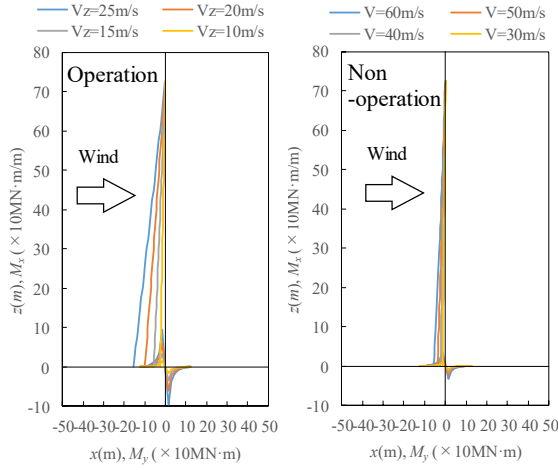 Vz=25m/s Vz=20m/s
Vz=15m/s Vz=10m/s
Operation
Wind
z(m), Mx (×10MN·m/m)
80
70
60
50
40
30
20
10
0
-10
-50-40-30-20-10 0 10 20 30 40 50
x(m), My (×10MN·m)
V=60m/s V=50m/s
V=40m/s V=30m/s
Non
-operation
Wind
z(m), Mx (×10MN·m/m)
80
70
60
50
40
30
20
10
0
-10
-50-40-30-20-10 0 10 20 30 40 50
x(m), My (×10MN·m)